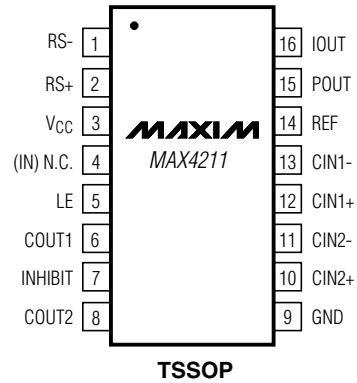 RS- 1
RS+ 2
VCC 3
(IN) N.C. 4
LE 5
COUT1 6
INHIBIT 7
COUT2 8
MAXIM
MAX4211
16 IOUT
15 POUT
14 REF
13 CIN1-
12 CIN1+
11 CIN2-
10 CIN2+
9 GND
TSSOP